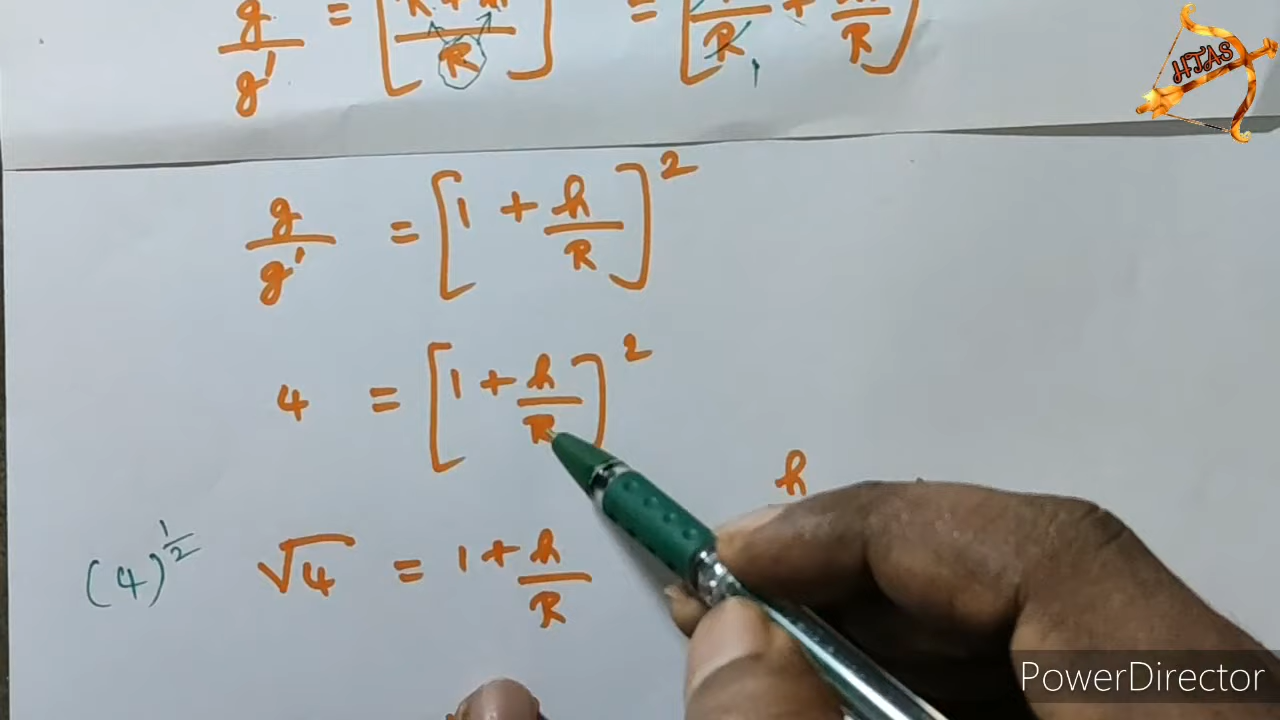 g/g' = [R + h/R] = [R/R + h/R]
HTAS
g/g' = [1 + h/R]²
4 = [1 + h/R]²
h
(4)^1/2 √4 = 1 + h/R
PowerDirector